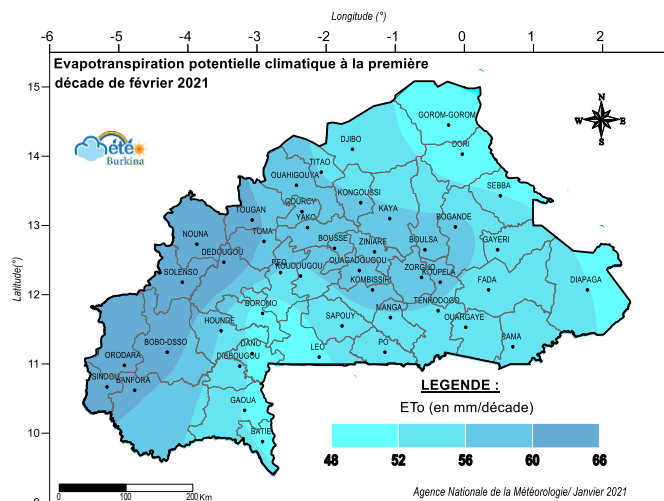 Longitude (°)
-6 -5 -4 -3 -2 -1 0 1 2
Evapotranspiration potentielle climatique à la première
décade de février 2021
15
GOROM-GOROM
N
W E
S
météo
Burkina
14
DJIBO
DORI
TITAO
OUAHIGOUYA
SEBBA
KONGOUSSI
13
TOUGAN
GOURCY
KAYA
YAKO
BOGANDE
NOUNA
TOMA
BOUSSE
ZINIARE
BOULSA
GAYERI
DEDOUGOU
Latitude(°)
REO
OUAGADOUGOU
SOLENSO
KOUDOUGOU
ZORGHO
KOUPELA
KOMBISSIRI
FADA
DIAPAGA
12
BOROMO
TENKODOGO
MANGA
HOUNDE
SAPOUY
OUARGAYE
BOBO-DSSO
DANO
LEO
PO
PAMA
11
ORODARA
DIEBOUGOU
SINDOU
BANFORA
LEGENDE :
GAOUA
ETo (en mm/décade)
10
BATIE
48 52 56 60 66
9
0 100 200 Km
Agence Nationale de la Météorologie/ Janvier 2021